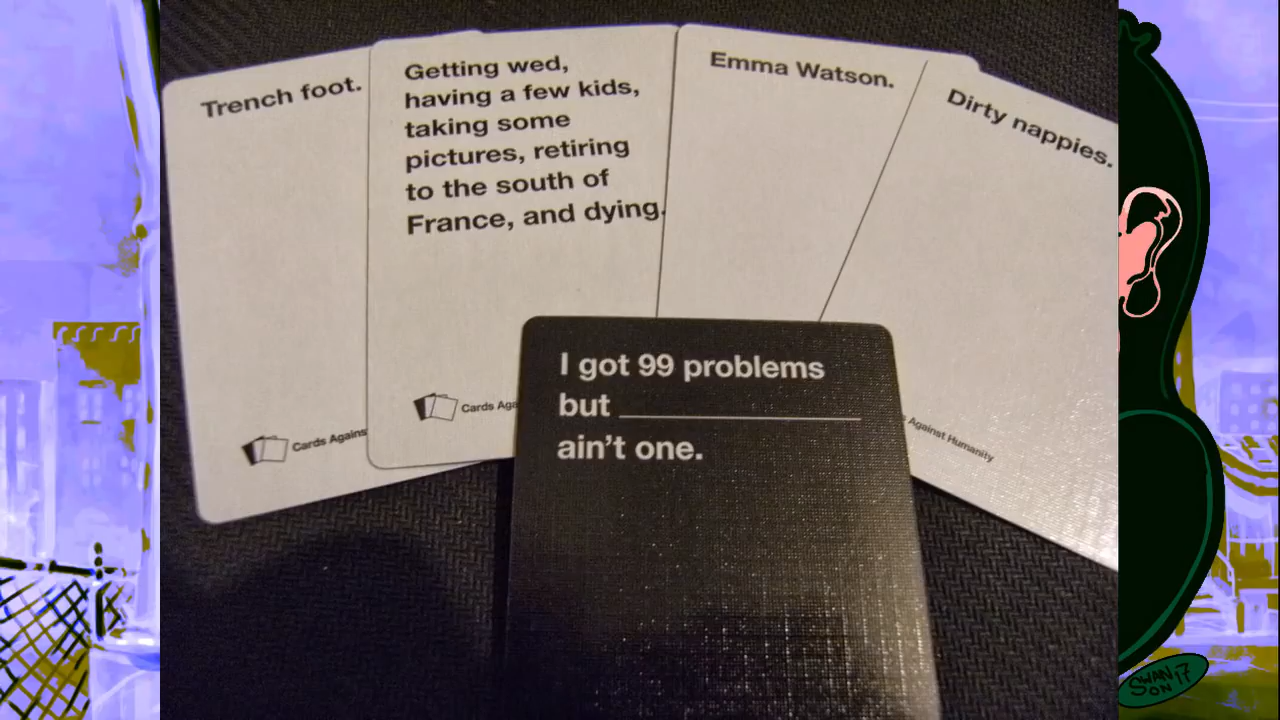 Trench foot.
Getting wed,
having a few kids,
taking some
pictures, retiring
to the south of
France, and dying.
Emma Watson.
Dirty nappies.
I got 99 problems
but ____________________
ain't one.
Cards Agains
Cards Aga
Against Humanity
SWAN
SON 17